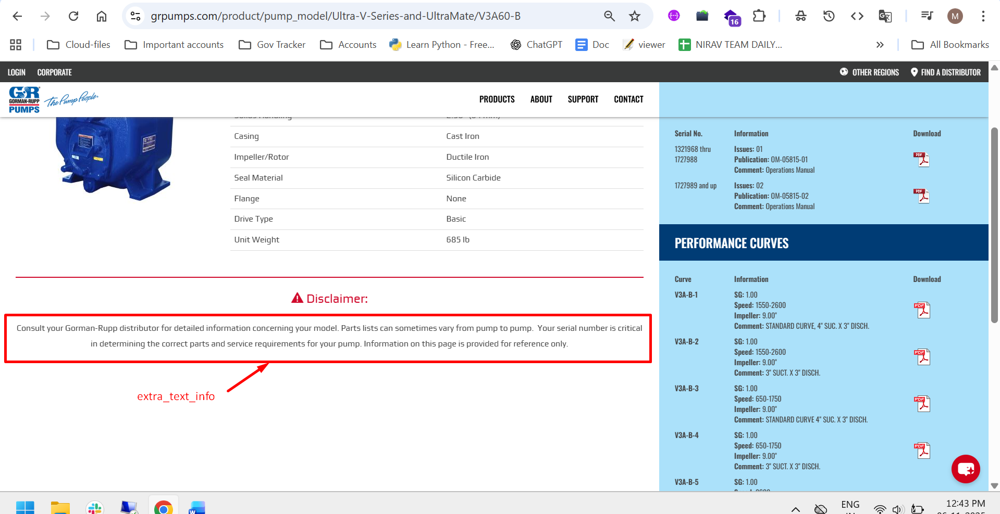 grpumps.com/product/pump_model/Ultra-V-Series-and-UltraMate/V3A60-B
16
M
Cloud-files
Important accounts
Gov Tracker
Accounts
Learn Python - Free...
ChatGPT
Doc
viewer
NIRAV TEAM DAILY...
All Bookmarks
LOGIN CORPORATE
OTHER REGIONS FIND A DISTRIBUTOR
GR
GORMAN-RUPP
PUMPS
The Pump People
PRODUCTS ABOUT SUPPORT CONTACT
Casing Cast Iron
Impeller/Rotor Ductile Iron
Seal Material Silicon Carbide
Flange None
Drive Type Basic
Unit Weight 685 lb
Disclaimer:
Consult your Gorman-Rupp distributor for detailed information concerning your model. Parts lists can sometimes vary from pump to pump. Your serial number is critical
in determining the correct parts and service requirements for your pump. Information on this page is provided for reference only.
extra_text_info
Serial No. Information Download
1321968 thru Issues: 01
1727988 Publication: OM-05815-01
Comment: Operations Manual
PDF
1727989 and up Issues: 02
Publication: OM-05815-02
Comment: Operations Manual
PDF
PERFORMANCE CURVES
Curve Information Download
V3A-B-1 SG: 1.00
Speed: 1550-2600
Impeller: 9.00"
Comment: STANDARD CURVE, 4" SUC. X 3" DISCH.
PDF
V3A-B-2 SG: 1.00
Speed: 1550-2600
Impeller: 9.00"
Comment: 3" SUCT. X 3" DISCH.
PDF
V3A-B-3 SG: 1.00
Speed: 650-1750
Impeller: 9.00"
Comment: STANDARD CURVE 4" SUC. X 3" DISCH.
PDF
V3A-B-4 SG: 1.00
Speed: 650-1750
Impeller: 9.00"
Comment: 3" SUCT. X 3" DISCH.
PDF
V3A-B-5 SG: 1.00
W
ENG
12:43 PM